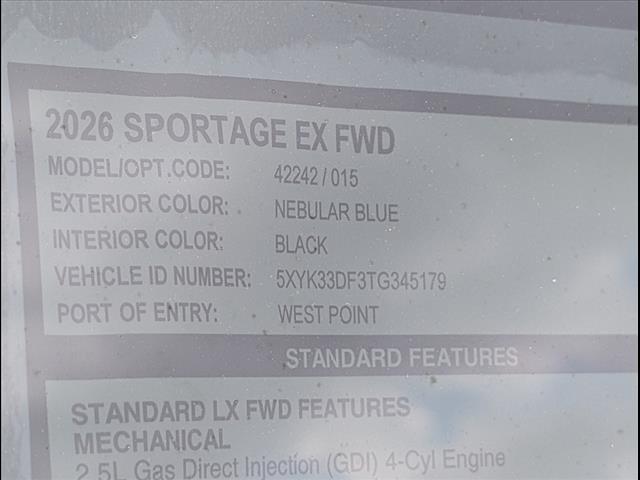 2026 SPORTAGE EX FWD
MODEL/OPT.CODE: 42242 / 015
EXTERIOR COLOR: NEBULAR BLUE
INTERIOR COLOR: BLACK
VEHICLE ID NUMBER: 5XYK33DF3TG345179
PORT OF ENTRY: WEST POINT
STANDARD FEATURES
STANDARD LX FWD FEATURES
MECHANICAL
2.5L Gas Direct Injection (GDI) 4-Cyl Engine